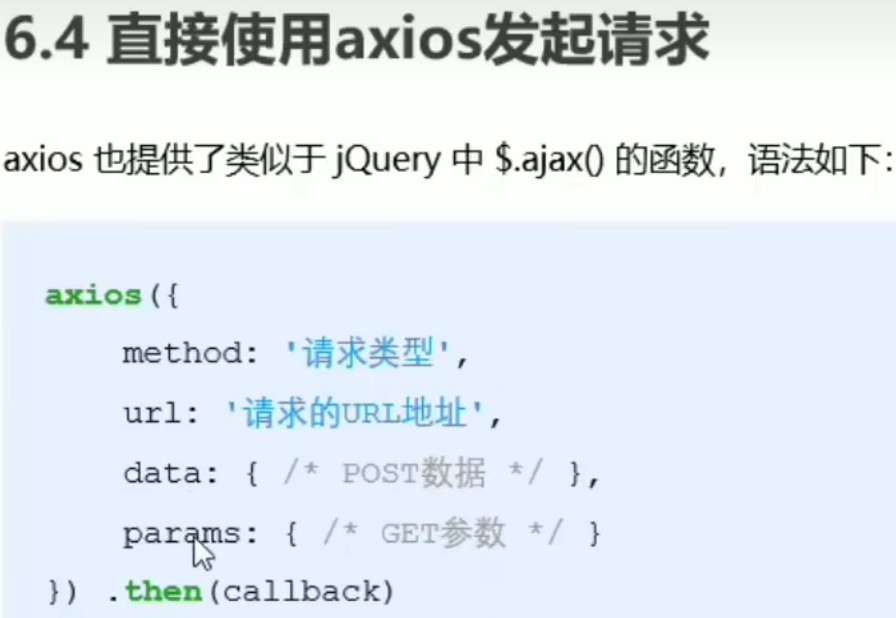 6.4 直接使用axios发起请求
axios 也提供了类似于 jQuery 中 $.ajax() 的函数，语法如下：
axios({
method: '请求类型',
url: '请求的URL地址',
data: { /* POST数据 */ },
params: { /* GET参数 */ }
}) .then(callback)